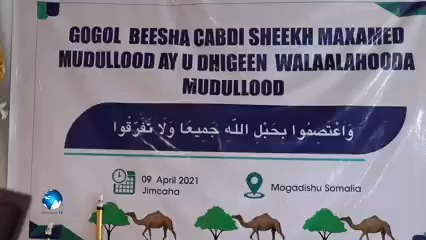 GOGOL BEESHA CABDI SHEEKH MAXAMED
MUDULLOOD AY U DHIGEEN WALAALAHOODA
MUDULLOOD
وَاعْتَصِمُوا بِحَبْلِ اللَّهِ جَمِيعًا وَلَا تَفَرَّقُوا
09 April 2021
Jimcaha
Mogadishu Somalia